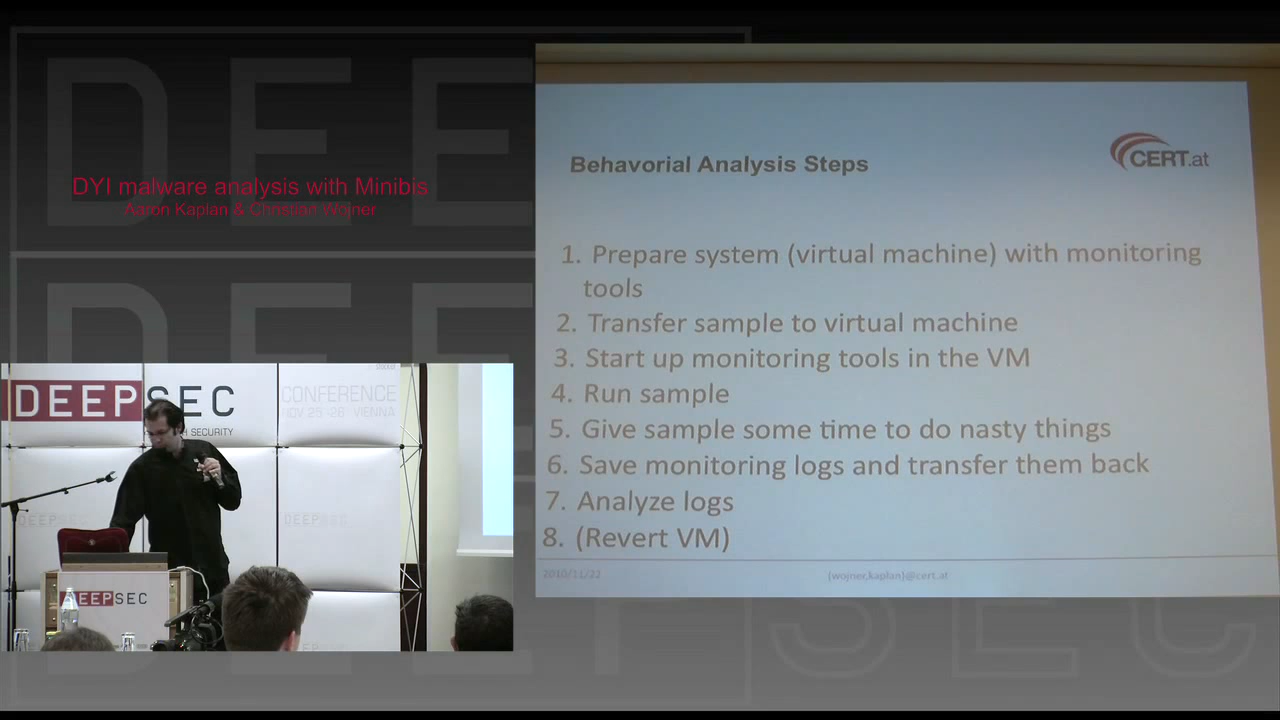 DYI malware analysis with Minibis
Aaron Kaplan & Christian Wojner
DEEPSEC
CONFERENCE
NOV 23 -26 VIENNA
SECURITY
DEEPSEC
DEEPSEC
DEEPSEC
CERT.at
Behavorial Analysis Steps
1. Prepare system (virtual machine) with monitoring
tools
2. Transfer sample to virtual machine
3. Start up monitoring tools in the VM
4. Run sample
5. Give sample some time to do nasty things
6. Save monitoring logs and transfer them back
7. Analyze logs
8. (Revert VM)
2010/11/22
{wojner,kaplan}@cert.at